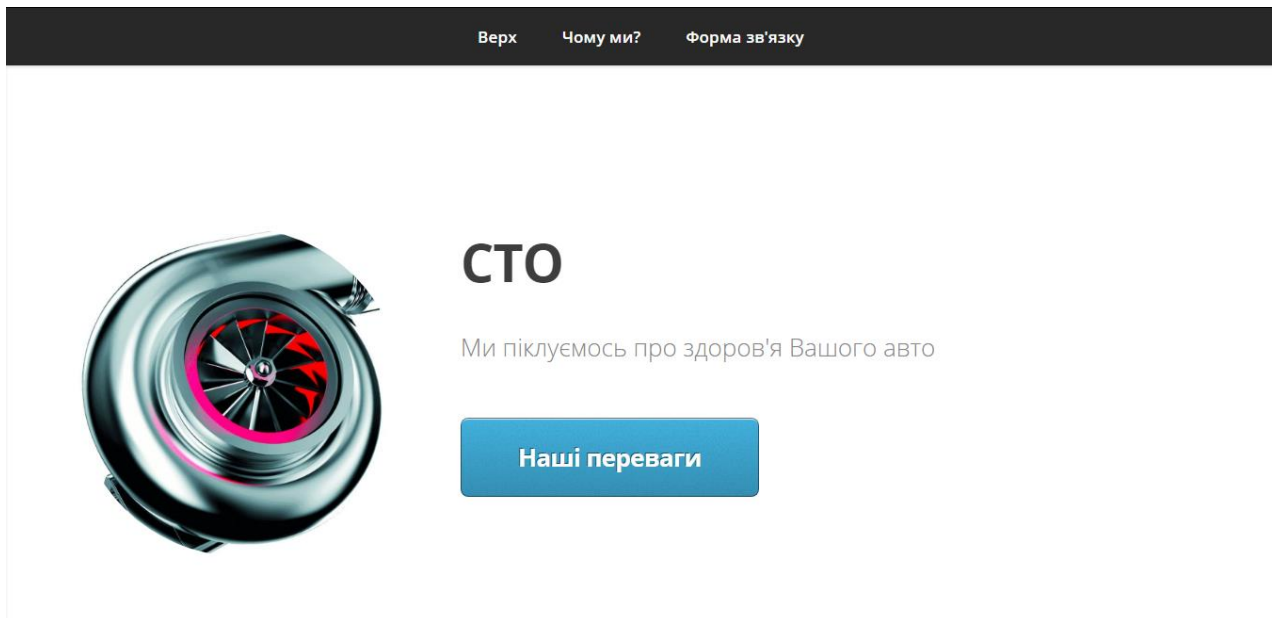 Верх Чому ми? Форма зв'язку
СТО
Ми піклуємось про здоров'я Вашого авто
Наші переваги